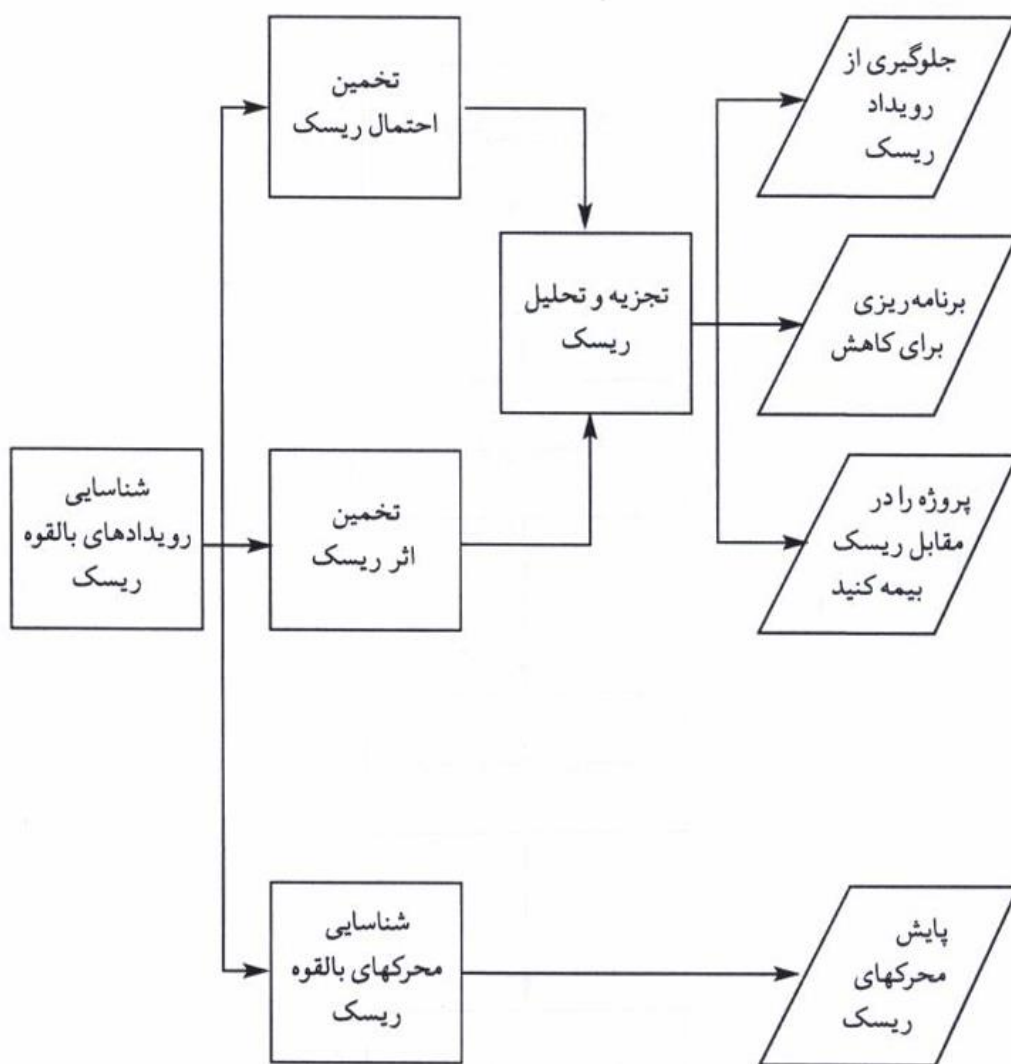 تخمین
احتمال ریسک
جلوگیری از
رویداد
ریسک
تجزیه و تحلیل
ریسک
برنامه‌ریزی
برای کاهش
شناسایی
رویدادهای بالقوه
ریسک
تخمین
اثر ریسک
پروژه را در
مقابل ریسک
بیمه کنید
شناسایی
محرکهای بالقوه
ریسک
پایش
محرکهای
ریسک